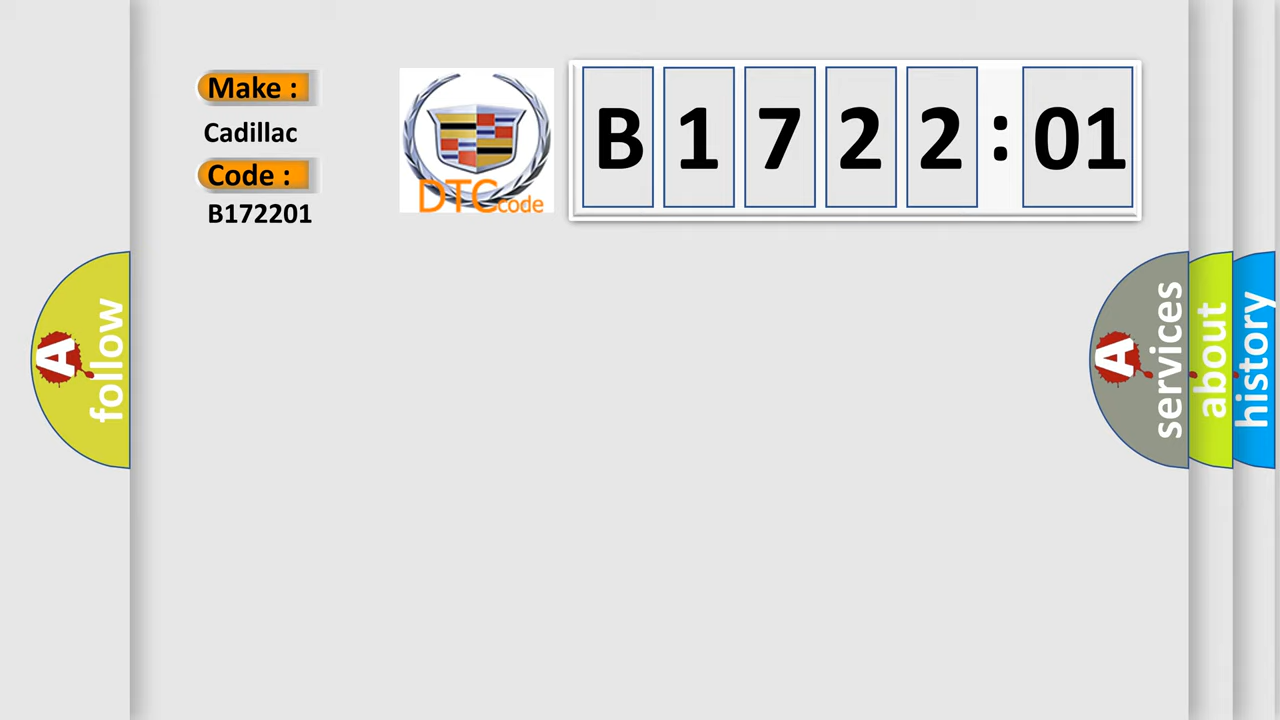 Make :
Cadillac
Code :
B172201
DTCcode
B 1 7 2 2 : 01
A follow
A services
about
history